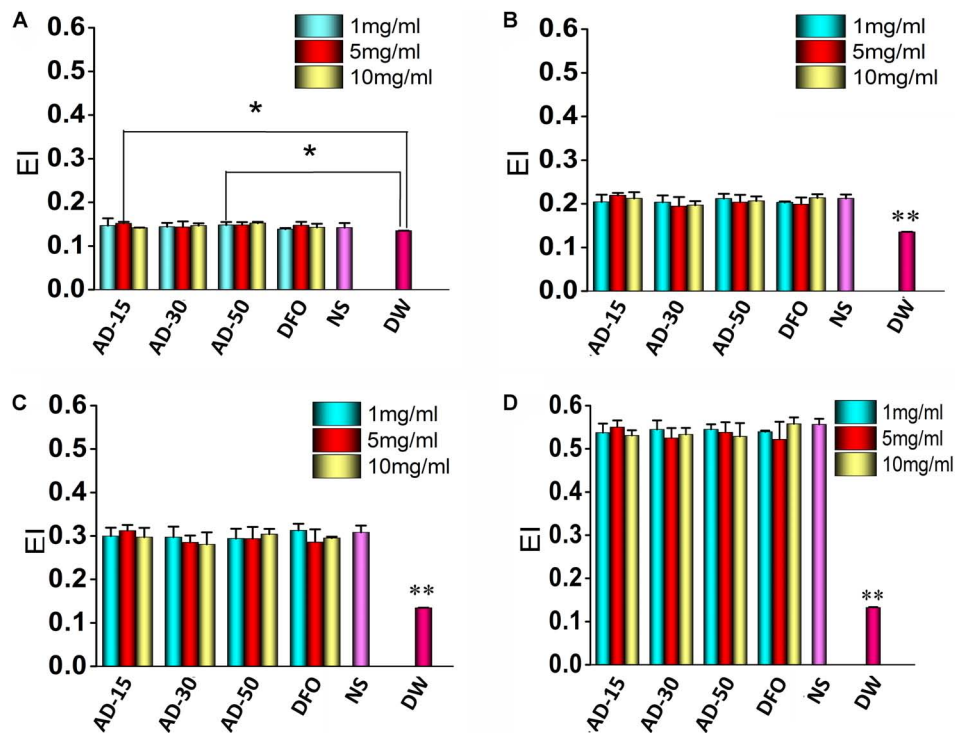 A
0.6
0.5
0.4
0.3
0.2
0.1
0.0
EI
1mg/ml
5mg/ml
10mg/ml
*
*
AD-15
AD-30
AD-50
DFO
NS
DW
B
0.6
0.5
0.4
0.3
0.2
0.1
0.0
EI
1mg/ml
5mg/ml
10mg/ml
**
AD-15
AD-30
AD-50
DFO
NS
DW
C
0.6
0.5
0.4
0.3
0.2
0.1
0.0
EI
1mg/ml
5mg/ml
10mg/ml
**
AD-15
AD-30
AD-50
DFO
NS
DW
D
0.6
0.5
0.4
0.3
0.2
0.1
0.0
EI
1mg/ml
5mg/ml
10mg/ml
**
AD-15
AD-30
AD-50
DFO
NS
DW